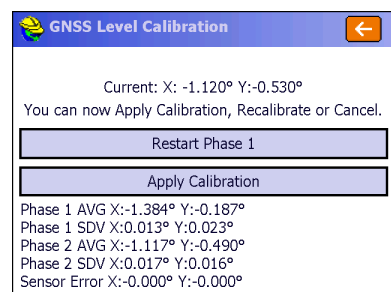 GNSS Level Calibration
Current: X: -1.120° Y:-0.530°
You can now Apply Calibration, Recalibrate or Cancel.
Restart Phase 1
Apply Calibration
Phase 1 AVG X:-1.384° Y:-0.187°
Phase 1 SDV X:0.013° Y:0.023°
Phase 2 AVG X:-1.117° Y:-0.490°
Phase 2 SDV X:0.017° Y:0.016°
Sensor Error X:-0.000° Y:-0.000°